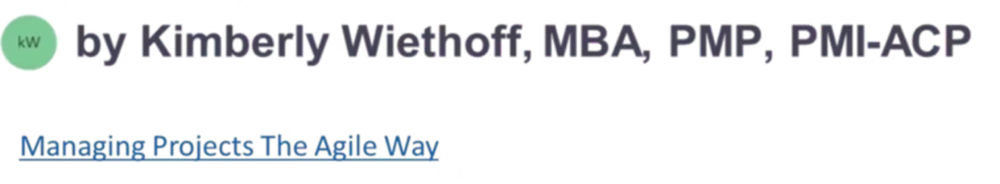 kW by Kimberly Wiethoff, MBA, PMP, PMI-ACP
Managing Projects The Agile Way